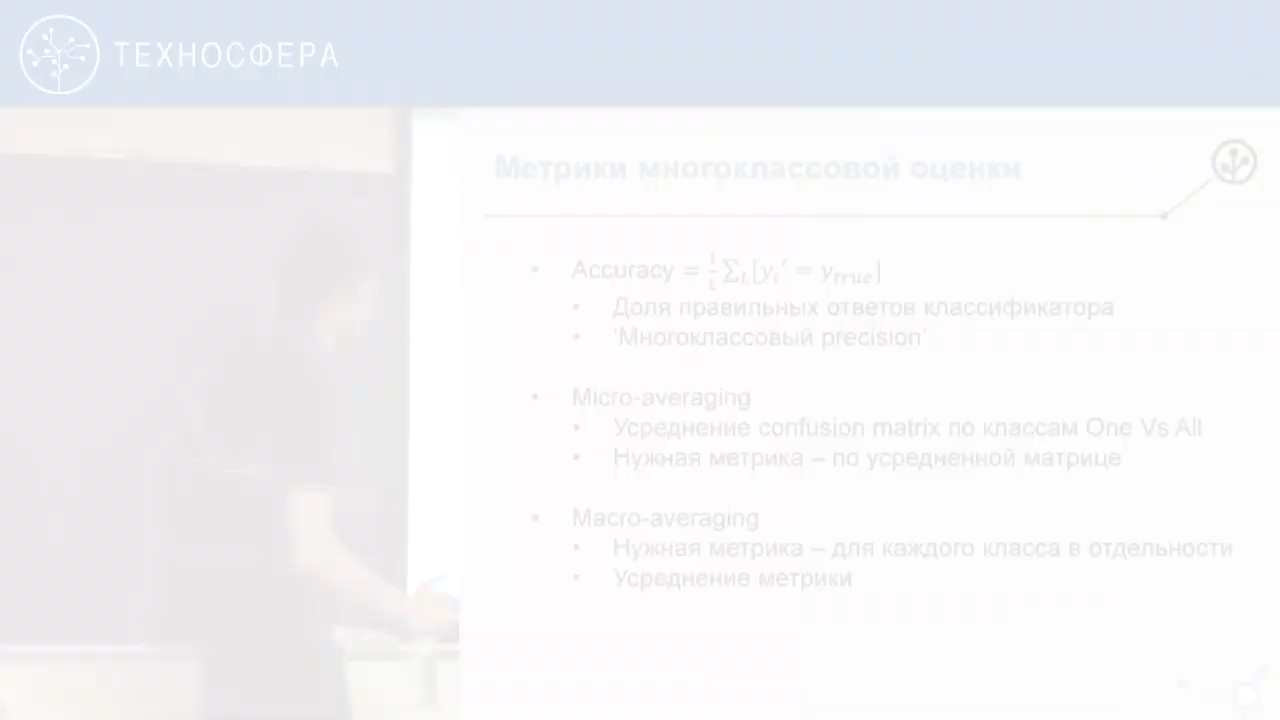 ТЕХНОСФЕРА
Метрики многоклассовой оценки
• Accuracy = 1/L ∑ᵢ[yᵢ′ = y_true]
• Доля правильных ответов классификатора
• 'Многоклассовый precision'
• Micro-averaging
• Усреднение confusion matrix по классам One Vs All
• Нужная метрика – по усредненной матрице
• Macro-averaging
• Нужная метрика – для каждого класса в отдельности
• Усреднение метрики